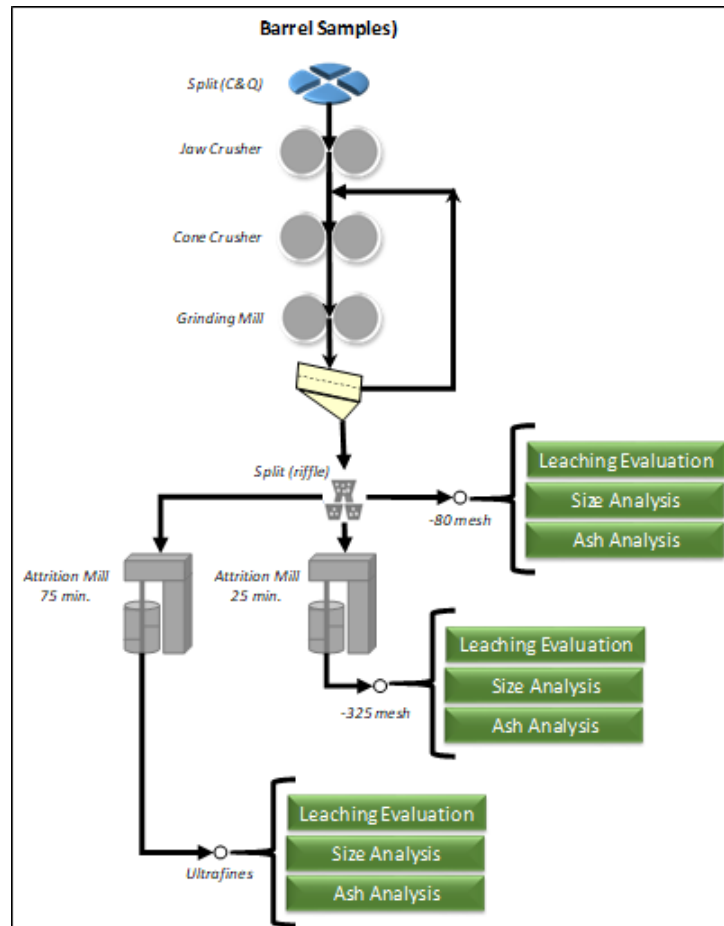 Barrel Samples)
Split (C&Q)
Jaw Crusher
Cone Crusher
Grinding Mill
Split (riffle)
-80 mesh
Leaching Evaluation
Size Analysis
Ash Analysis
Attrition Mill
75 min.
Attrition Mill
25 min.
-325 mesh
Leaching Evaluation
Size Analysis
Ash Analysis
Ultrafines
Leaching Evaluation
Size Analysis
Ash Analysis